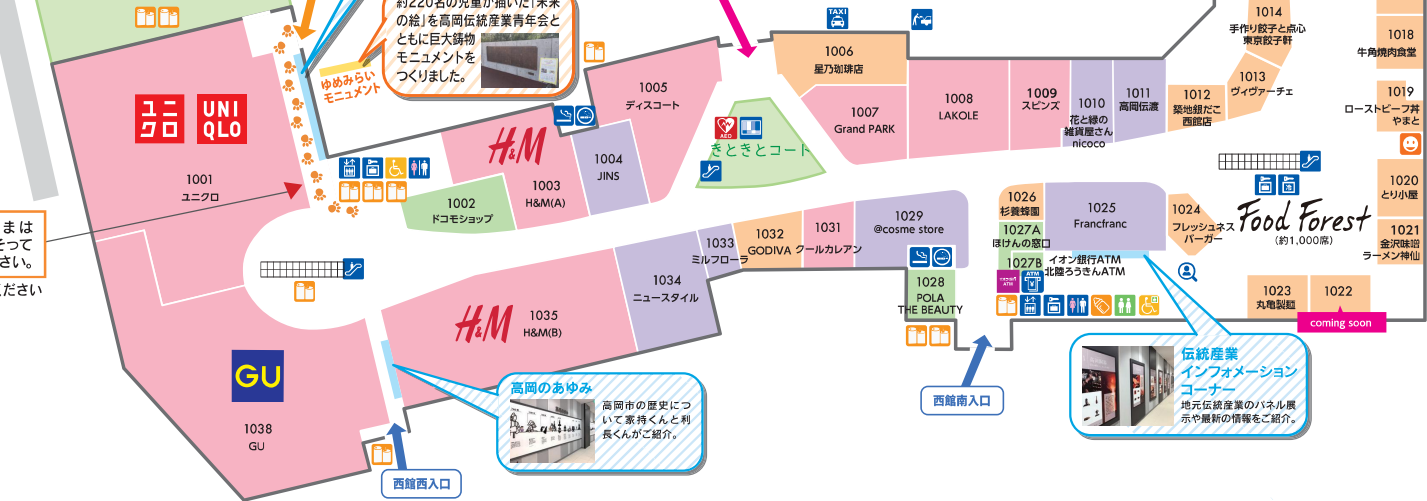 約220名の児童が描いた「未来
の絵」を高岡伝統産業青年会と
ともに巨大鋳物
モニュメントを
つくりました。
ゆめみらい
モニュメント
TAXI
1014
手作り餃子と点心
東京餃子軒
1018
牛角焼肉食堂
1006
星乃珈琲店
1013
ヴィヴァーチェ
1005
ディスコート
1019
ローストビーフ丼
やまと
1012
築地銀だこ
西館店
1011
高岡伝渡
1010
花と緑の
雑貨屋さん
nicoco
1009
スピンズ
1008
LAKOLE
1007
Grand PARK
ユニ
クロ
UNI
QLO
AED
きときとコート
H&M
1003
H&M(A)
1004
JINS
1001
ユニクロ
1002
ドコモショップ
1020
とり小屋
1026
杉養蜂園
1025
Francfranc
1024
フレッシュネス
バーガー
Food Forest
(約1,000席)
1029
@cosme store
1031
クールカレアン
1032
GODIVA
1033
ミルフローラ
1021
金沢味噌
ラーメン神仙
1027A
ほけんの窓口
1027B
イオン銀行ATM
北陸ろうきんATM
ATM
ATM
まは
そって
さい。
ください
1034
ニュースタイル
1028
POLA
THE BEAUTY
1023
丸亀製麺
1022
coming soon
H&M
1035
H&M(B)
GU
1038
GU
高岡のあゆみ
高岡市の歴史につ
いて家持くんと利
長くんがご紹介。
西館西入口
西館南入口
伝統産業
インフォメーション
コーナー
地元伝統産業のパネル展
示や最新の情報をご紹介。